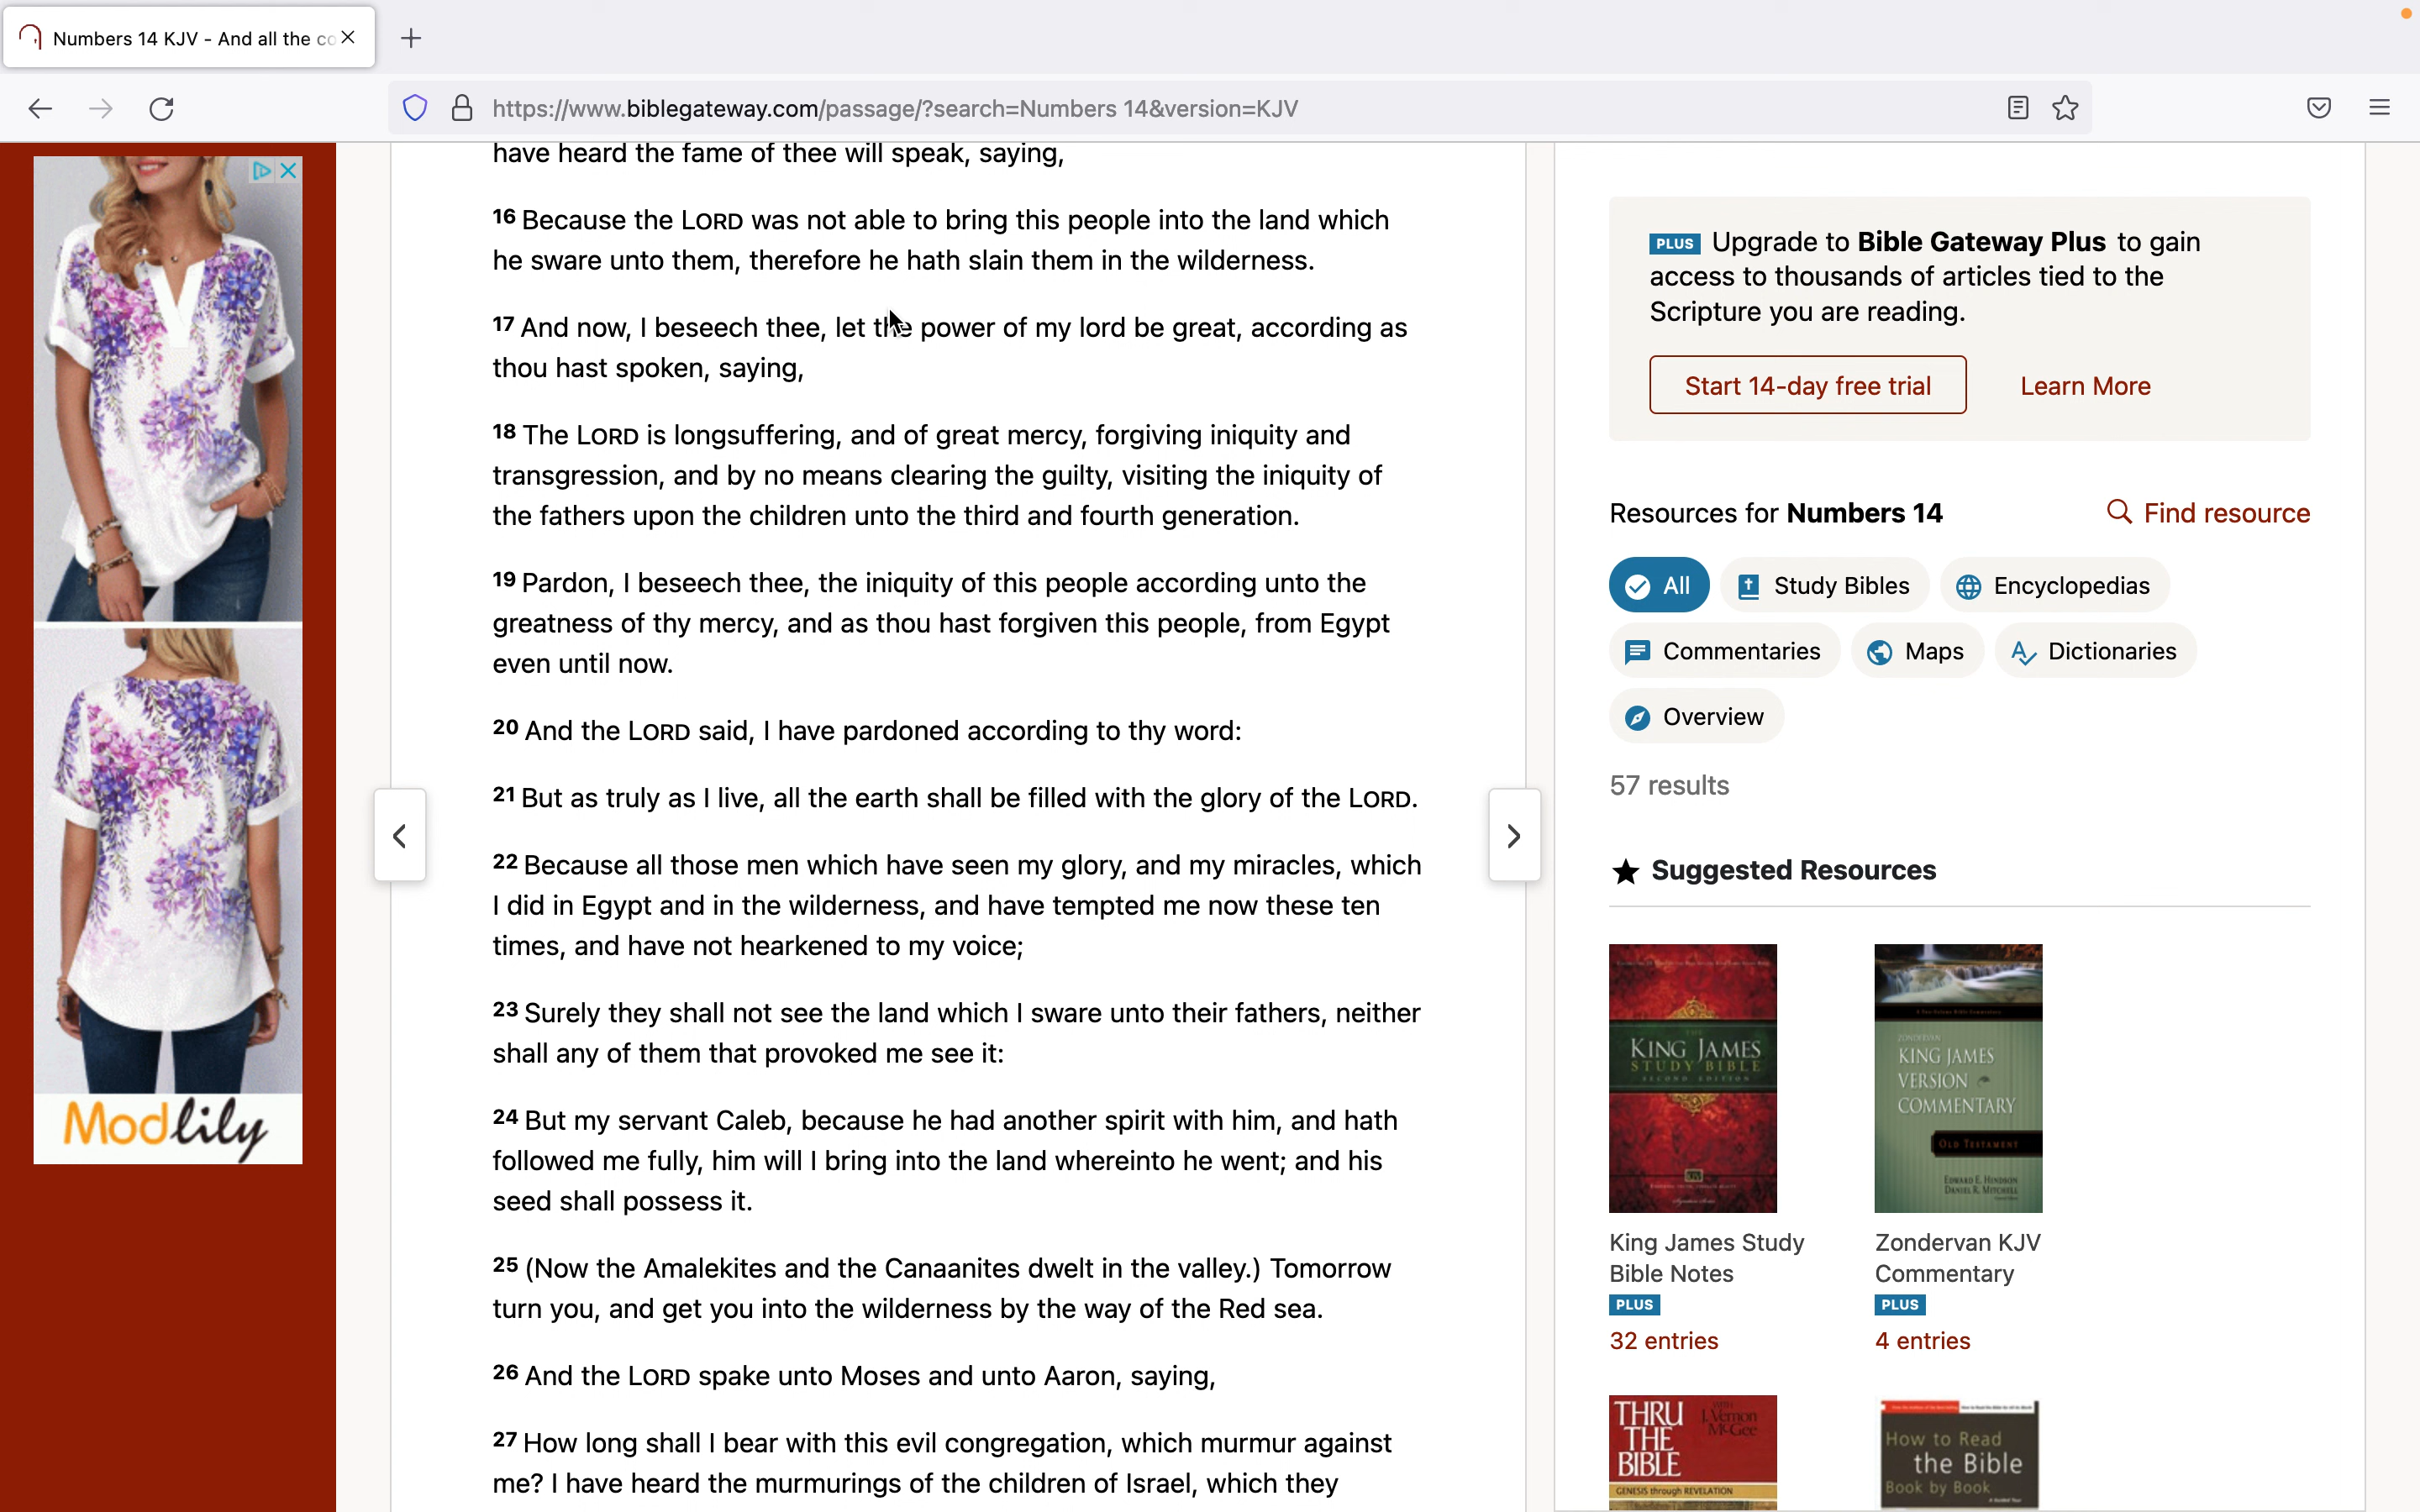 Numbers 14 KJV - And all the co
https://www.biblegateway.com/passage/?search=Numbers 14&version=KJV
have heard the fame of thee will speak, saying,
16 Because the LORD was not able to bring this people into the land which
he sware unto them, therefore he hath slain them in the wilderness.
17 And now, I beseech thee, let the power of my lord be great, according as
thou hast spoken, saying,
18 The LORD is longsuffering, and of great mercy, forgiving iniquity and
transgression, and by no means clearing the guilty, visiting the iniquity of
the fathers upon the children unto the third and fourth generation.
19 Pardon, I beseech thee, the iniquity of this people according unto the
greatness of thy mercy, and as thou hast forgiven this people, from Egypt
even until now.
20 And the LORD said, I have pardoned according to thy word:
21 But as truly as I live, all the earth shall be filled with the glory of the LORD.
22 Because all those men which have seen my glory, and my miracles, which
I did in Egypt and in the wilderness, and have tempted me now these ten
times, and have not hearkened to my voice;
23 Surely they shall not see the land which I sware unto their fathers, neither
shall any of them that provoked me see it:
24 But my servant Caleb, because he had another spirit with him, and hath
followed me fully, him will I bring into the land whereinto he went; and his
seed shall possess it.
25 (Now the Amalekites and the Canaanites dwelt in the valley.) Tomorrow
turn you, and get you into the wilderness by the way of the Red sea.
26 And the LORD spake unto Moses and unto Aaron, saying,
27 How long shall I bear with this evil congregation, which murmur against
me? I have heard the murmurings of the children of Israel, which they
Modlily
PLUS Upgrade to Bible Gateway Plus to gain
access to thousands of articles tied to the
Scripture you are reading.
Start 14-day free trial
Learn More
Resources for Numbers 14
Find resource
All
Study Bibles
Encyclopedias
Commentaries
Maps
Dictionaries
Overview
57 results
Suggested Resources
THE
KING JAMES
STUDY BIBLE
SECOND EDITION
ZONDERVAN
KING JAMES
VERSION
COMMENTARY
OLD TESTAMENT
EDWARD E. HINDSON
DANIEL R. MITCHELL
King James Study
Bible Notes
PLUS
32 entries
Zondervan KJV
Commentary
PLUS
4 entries
THRU
THE
BIBLE
WITH
J. Vernon
McGee
GENESIS through REVELATION
How to Read
the Bible
Book by Book